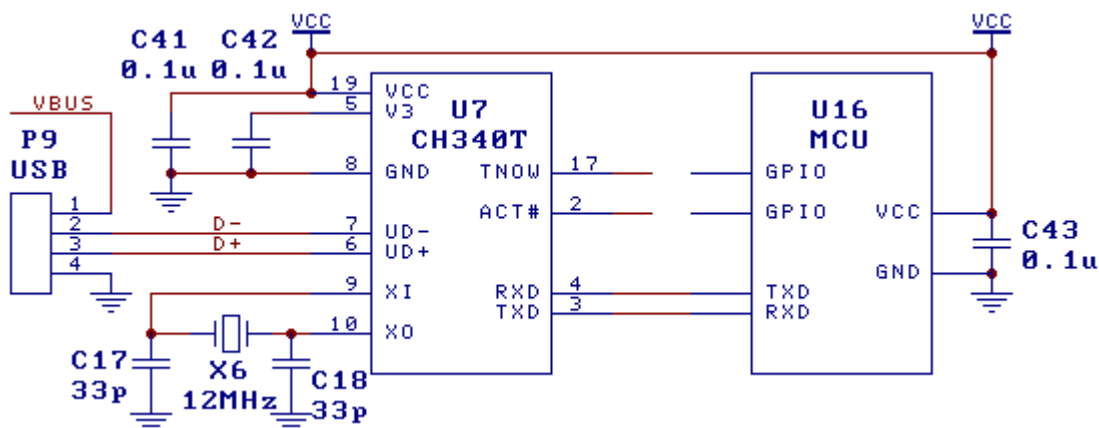 VCC
VCC
C41 C42
0.1u 0.1u
VBUS
P9
USB
19 VCC
5 V3
U7
CH340T
8 GND
TNOW 17
ACT# 2
1
2 D- 7 UD-
3 D+ 6 UD+
4
9 XI
10 XO
RXD 4
TXD 3
U16
MCU
GPIO
GPIO
VCC
GND
TXD
RXD
C43
0.1u
C17
33p
X6
12MHz
C18
33p